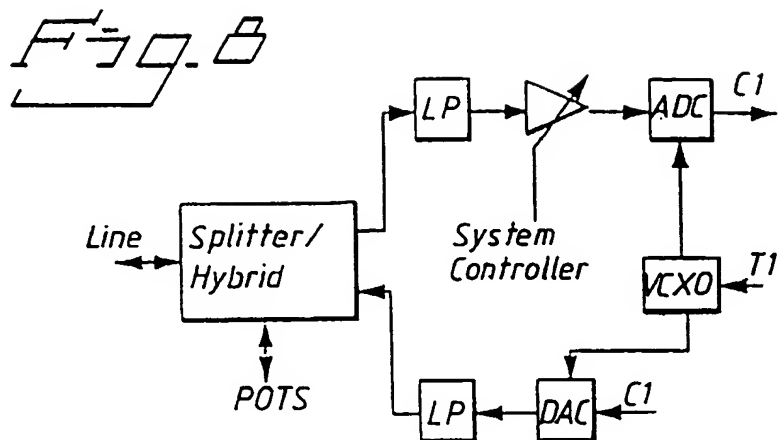 Fig. 8
LP
ADC
C1
Line
Splitter/
Hybrid
System
Controller
VCXO
T1
POTS
LP
DAC
C1